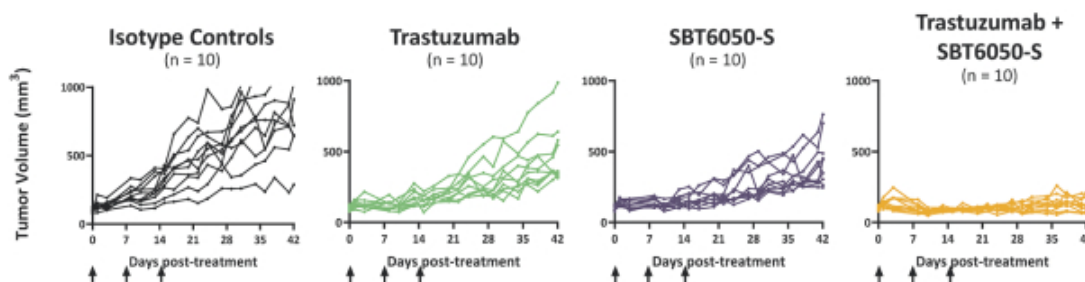 Isotype Controls
(n = 10)
Trastuzumab
(n = 10)
SBT6050-S
(n = 10)
Trastuzumab +
SBT6050-S
(n = 10)
Tumor Volume (mm³)
1000
500
0
0 7 14 21 28 35 42
Days post-treatment
1000
500
0
0 7 14 21 28 35 42
Days post-treatment
1000
500
0
0 7 14 21 28 35 42
Days post-treatment
1000
500
0
0 7 14 21 28 35
Days post-treatment